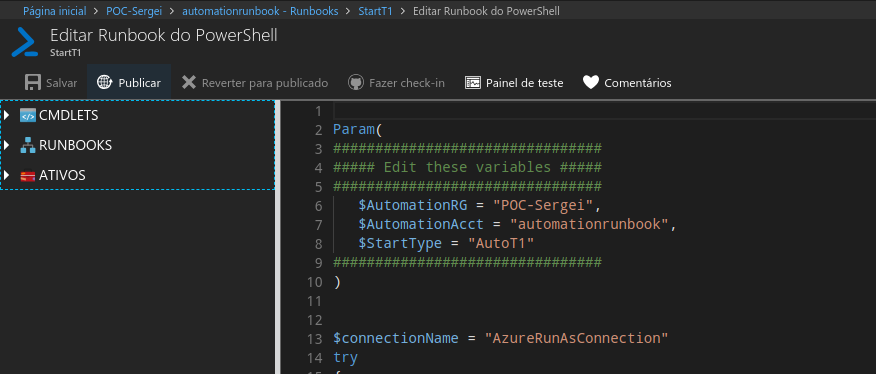 Página inicial > POC-Sergei > automationrunbook - Runbooks > StartT1 > Editar Runbook do PowerShell
Editar Runbook do PowerShell
StartT1
Salvar Publicar Reverter para publicado Fazer check-in Painel de teste Comentários
CMDLETS
RUNBOOKS
ATIVOS
1
2 Param(
3 ################################
4 ##### Edit these variables #####
5 ################################
6 $AutomationRG = "POC-Sergei",
7 $AutomationAcct = "automationrunbook",
8 $StartType = "AutoT1"
9 ################################
10 )
11
12
13 $connectionName = "AzureRunAsConnection"
14 try